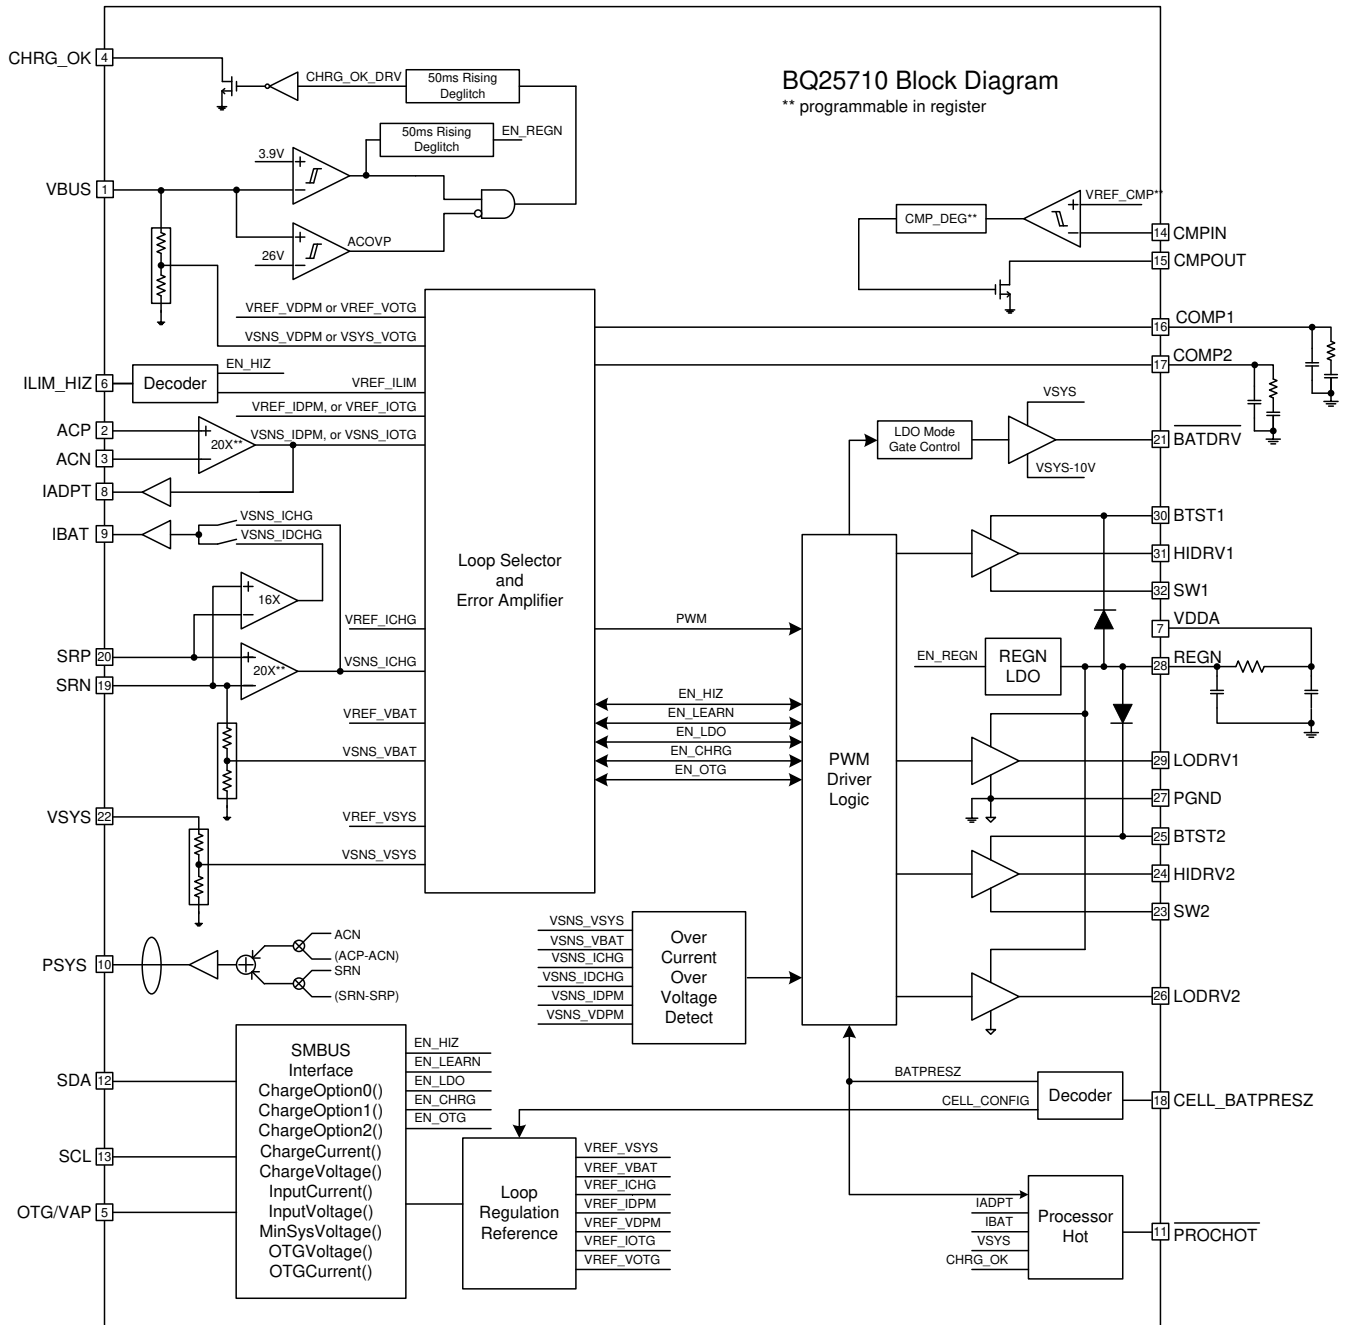 BQ25710 Block Diagram
** programmable in register
CHRG_OK
4
CHRG_OK_DRV
50ms Rising
Deglitch
50ms Rising
Deglitch
EN_REGN
3.9V
+
−
VBUS
1
+
−
26V
ACOVP
CMP_DEG**
VREF_CMP**
+
−
14
CMPIN
15
CMPOUT
VREF_VDPM or VREF_VOTG
VSNS_VDPM or VSYS_VOTG
16
COMP1
17
COMP2
ILIM_HIZ
6
Decoder
EN_HIZ
VREF_ILIM
VREF_IDPM, or VREF_IOTG
ACP
2
+
20X**
VSNS_IDPM, or VSNS_IOTG
ACN
3
−
IADPT
8
IBAT
9
VSNS_ICHG
VSNS_IDCHG
+
16X
−
VREF_ICHG
SRP
20
+
20X**
VSNS_ICHG
SRN
19
−
VREF_VBAT
VSNS_VBAT
VSYS
22
VREF_VSYS
VSNS_VSYS
Loop Selector
and
Error Amplifier
LDO Mode
Gate Control
VSYS
VSYS-10V
21
BATDRV
30
BTST1
31
HIDRV1
32
SW1
7
VDDA
EN_REGN
REGN
LDO
28
REGN
PWM
EN_HIZ
EN_LEARN
EN_LDO
EN_CHRG
EN_OTG
PWM
Driver
Logic
29
LODRV1
27
PGND
25
BTST2
24
HIDRV2
23
SW2
26
LODRV2
PSYS
10
ACN
(ACP-ACN)
SRN
(SRN-SRP)
VSNS_VSYS
VSNS_VBAT
VSNS_ICHG
VSNS_IDCHG
VSNS_IDPM
VSNS_VDPM
Over
Current
Over
Voltage
Detect
SDA
12
SCL
13
OTG/VAP
5
SMBUS
Interface
ChargeOption0()
ChargeOption1()
ChargeOption2()
ChargeCurrent()
ChargeVoltage()
InputCurrent()
InputVoltage()
MinSysVoltage()
OTGVoltage()
OTGCurrent()
EN_HIZ
EN_LEARN
EN_LDO
EN_CHRG
EN_OTG
Loop
Regulation
Reference
VREF_VSYS
VREF_VBAT
VREF_ICHG
VREF_IDPM
VREF_VDPM
VREF_IOTG
VREF_VOTG
BATPRESZ
CELL_CONFIG
Decoder
18
CELL_BATPRESZ
IADPT
IBAT
VSYS
CHRG_OK
Processor
Hot
11
PROCHOT